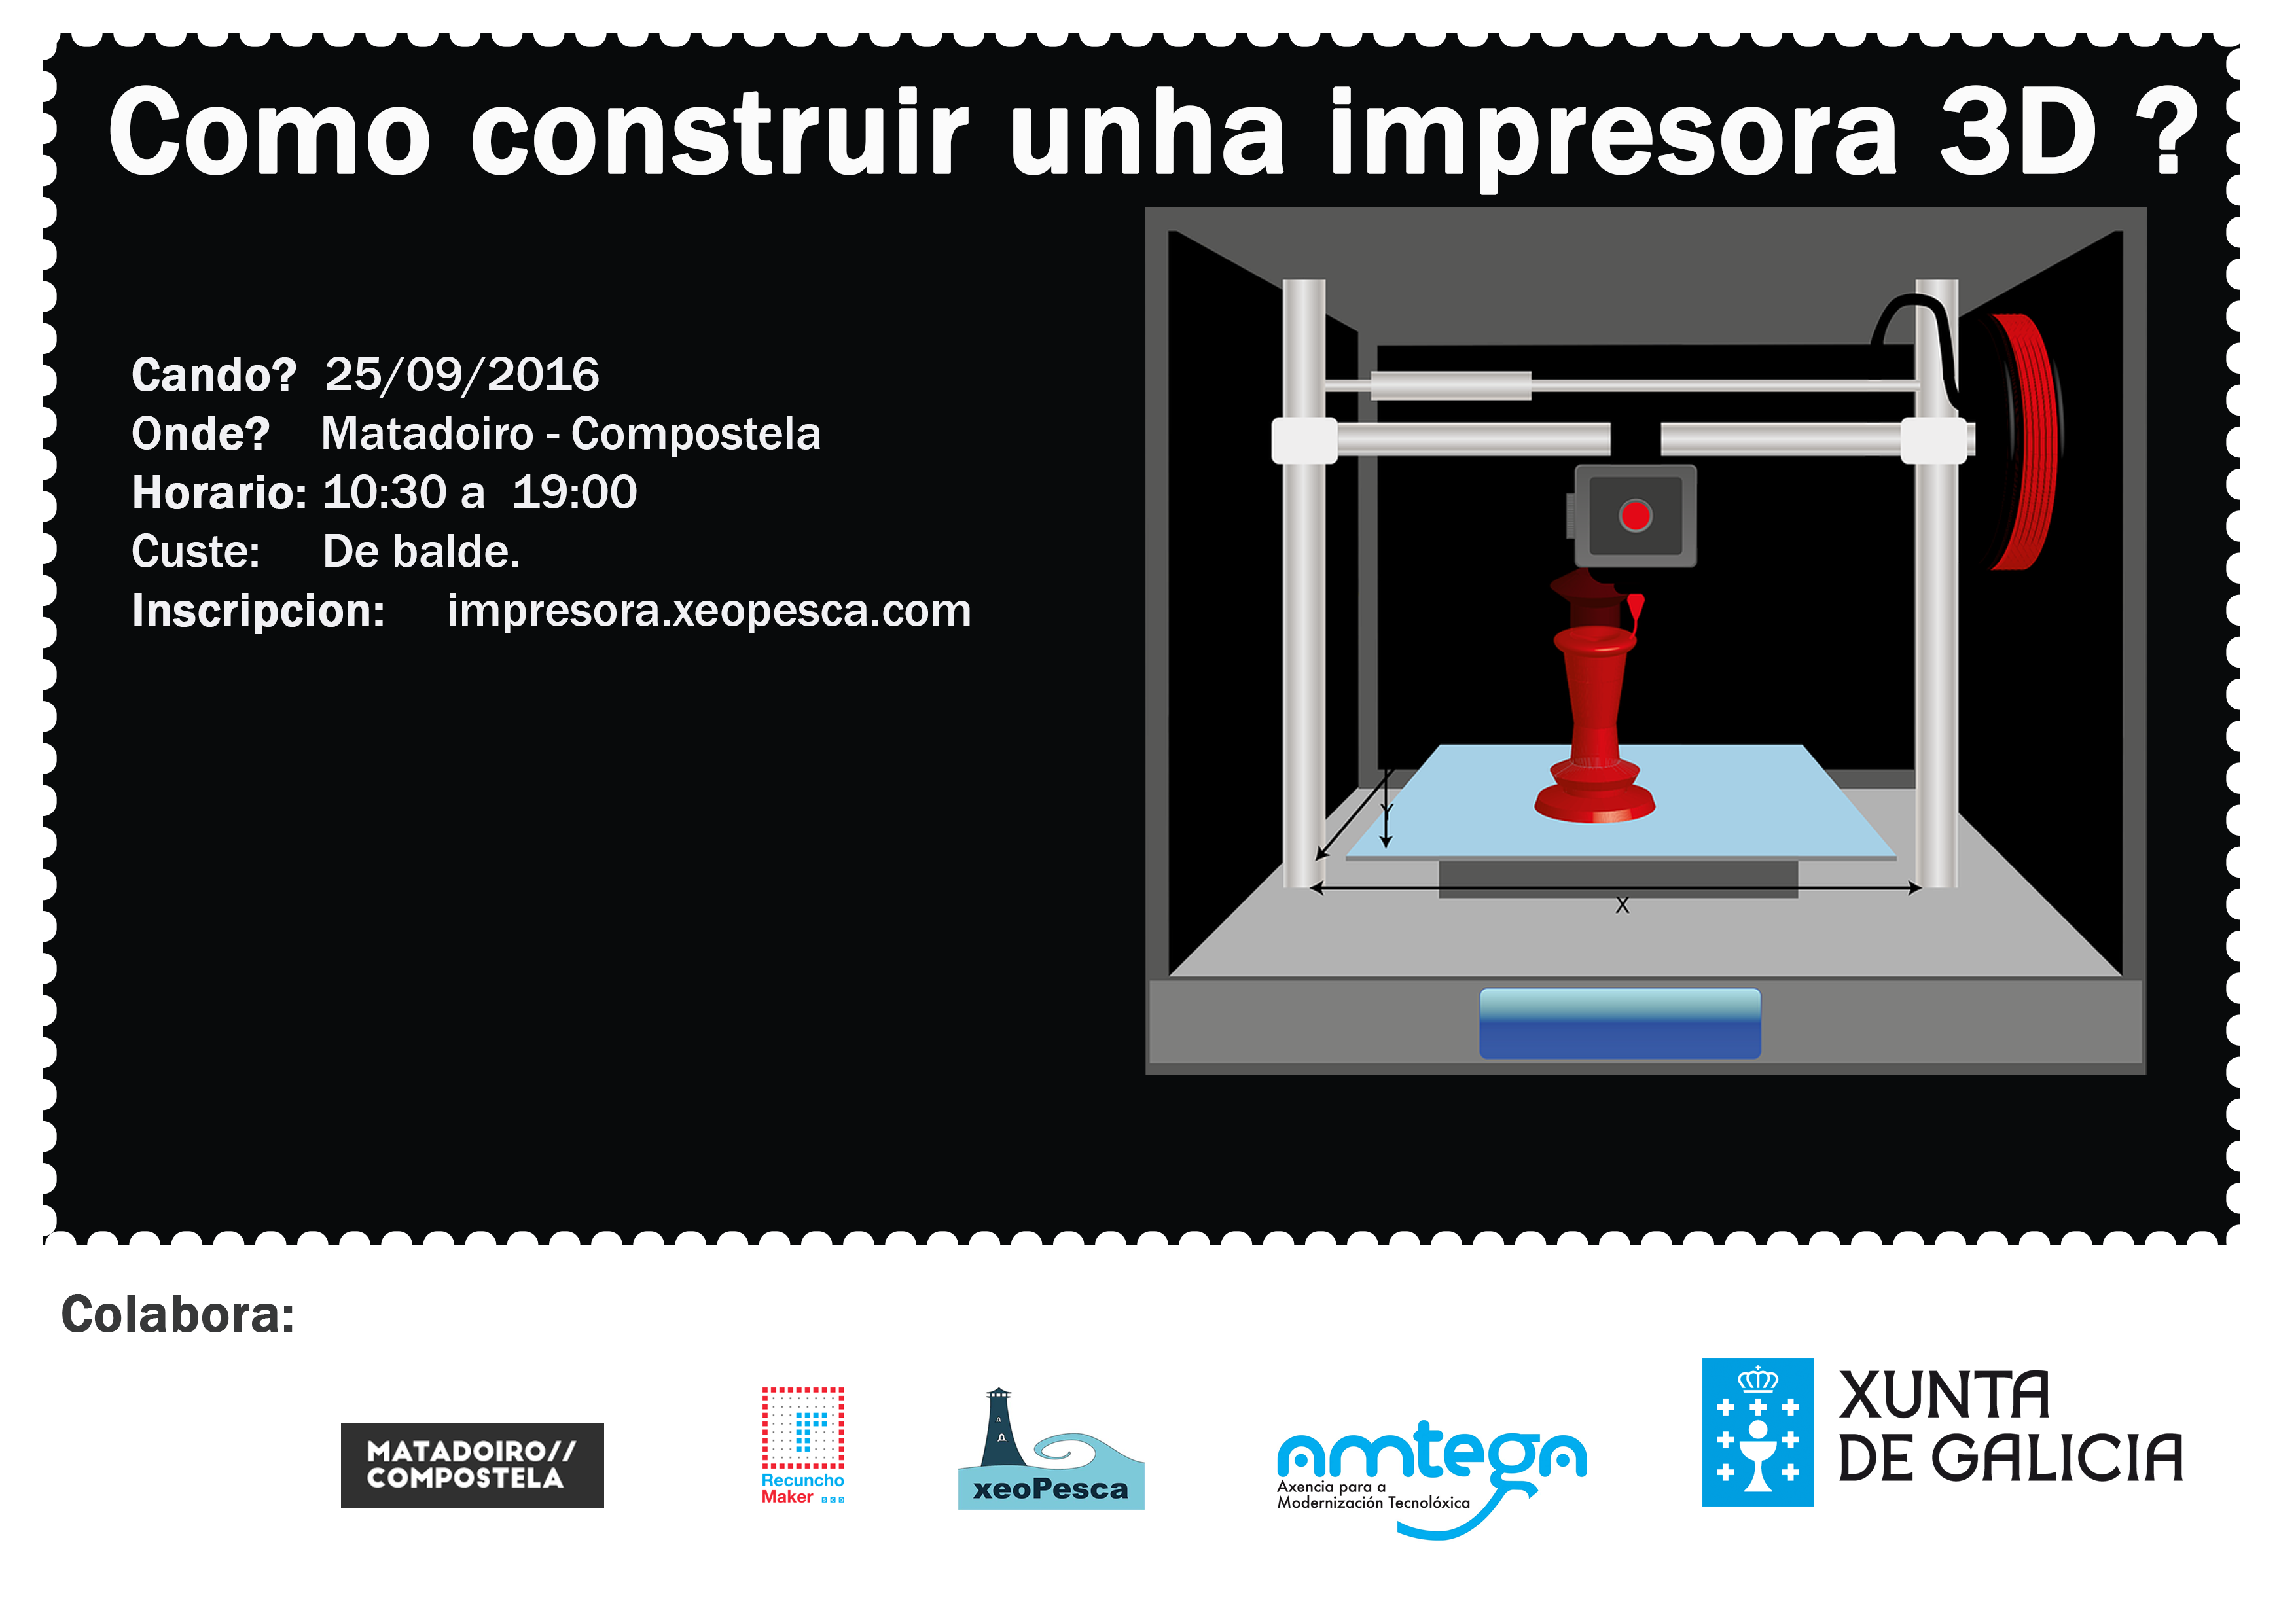 Como construir unha impresora 3D ?
Cando? 25/09/2016
Onde? Matadoiro - Compostela
Horario: 10:30 a 19:00
Custe: De balde.
Inscripcion: impresora.xeopesca.com
Y
X
Colabora:
MATADOIRO//
COMPOSTELA
Recuncho
Maker
xeoPesca
amtega
Axencia para a
Modernización Tecnolóxica
XUNTA
DE GALICIA